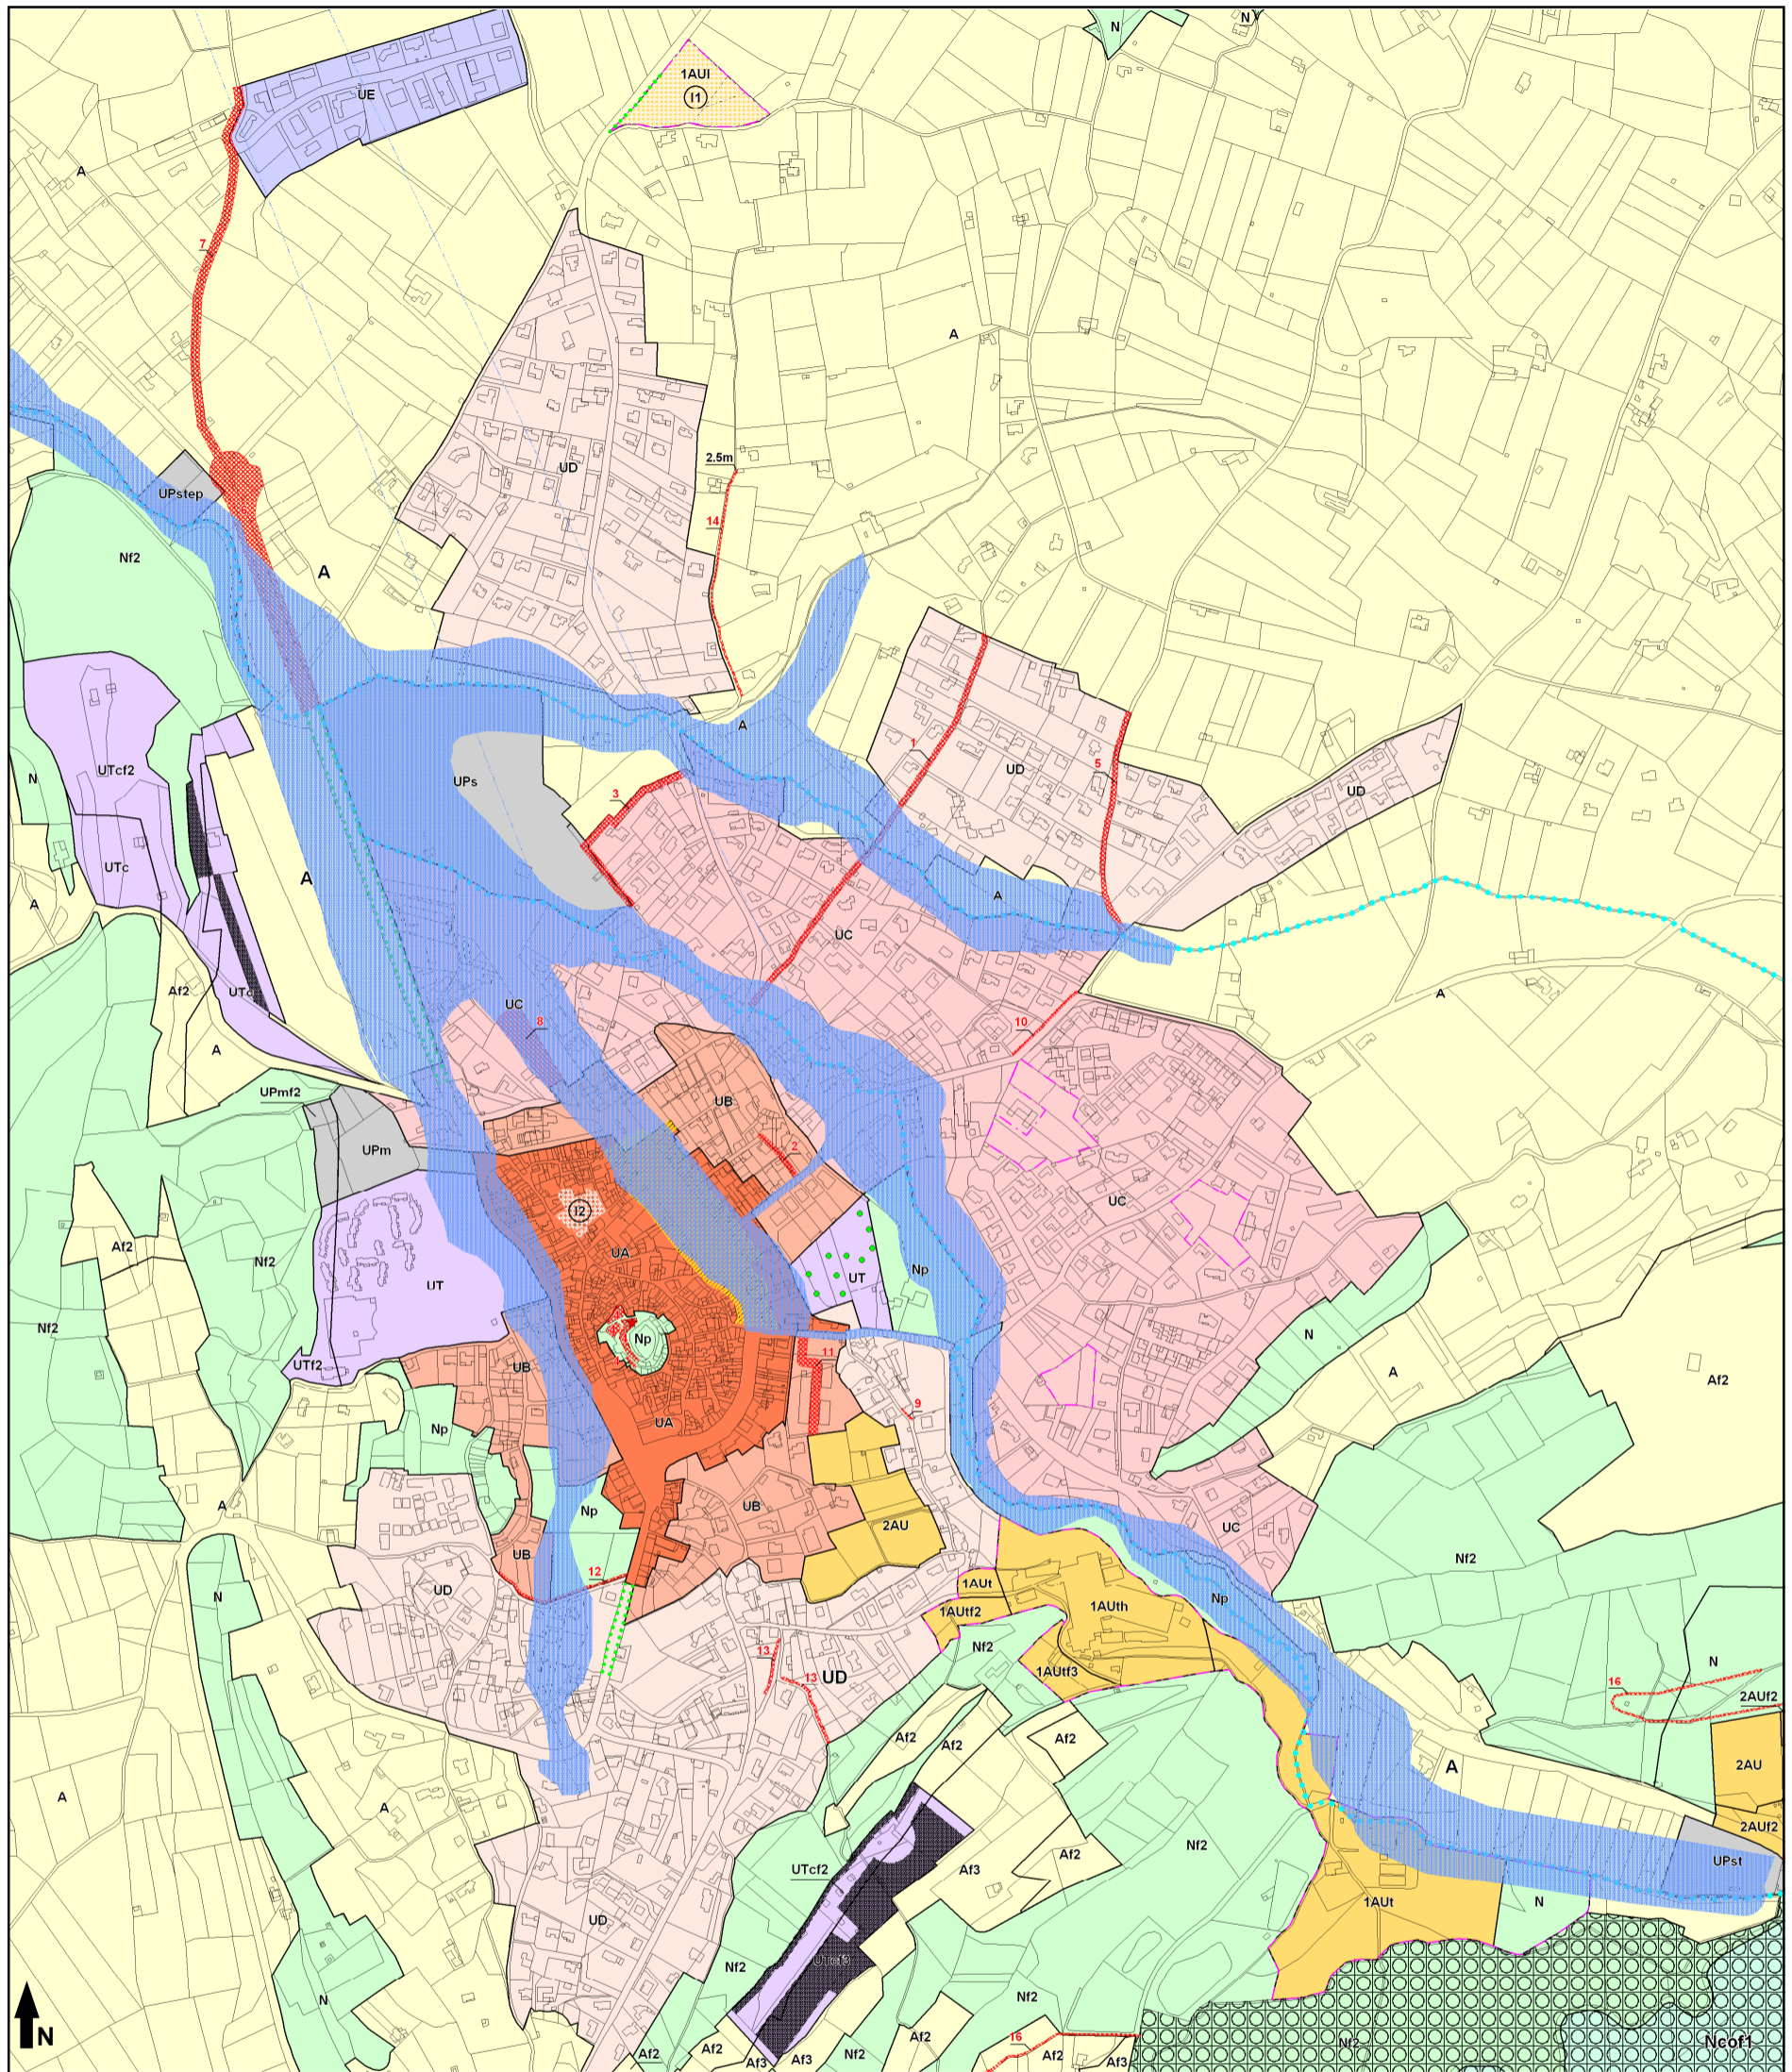 N
N
1AUI
I1
UE
A
7
A
UD
2.5m
UPstep
14
Nf2
A
A
UTcf2
N
UPs
1
UD
5
UD
3
UTc
A
A
A
UC
Af2
UTc
UC
A
8
10
A
UPmf2
UB
UPm
2
I2
UC
UA
Af2
Nf2
UT
UT
Np
Nf2
Np
N
UTf2
UB
11
A
Af2
Np
UA
9
Np
UB
2AU
UC
A
UB
Nf2
12
1AUt
UD
N
1AUth
Np
1AUtf2
Nf2
13
UD
13
1AUtf3
N
16
2AUf2
Af2
Af2
Af2
A
2AU
A
A
2AUf2
Nf2
Af2
UTcf2
Af3
UPst
1AUt
N
UD
UTcf3
Nf2
Nf2
N
N
16
Nf2
Ncof1
Af2
Af2
Af3
Af3
Nf2
Af2
Af2
Af3